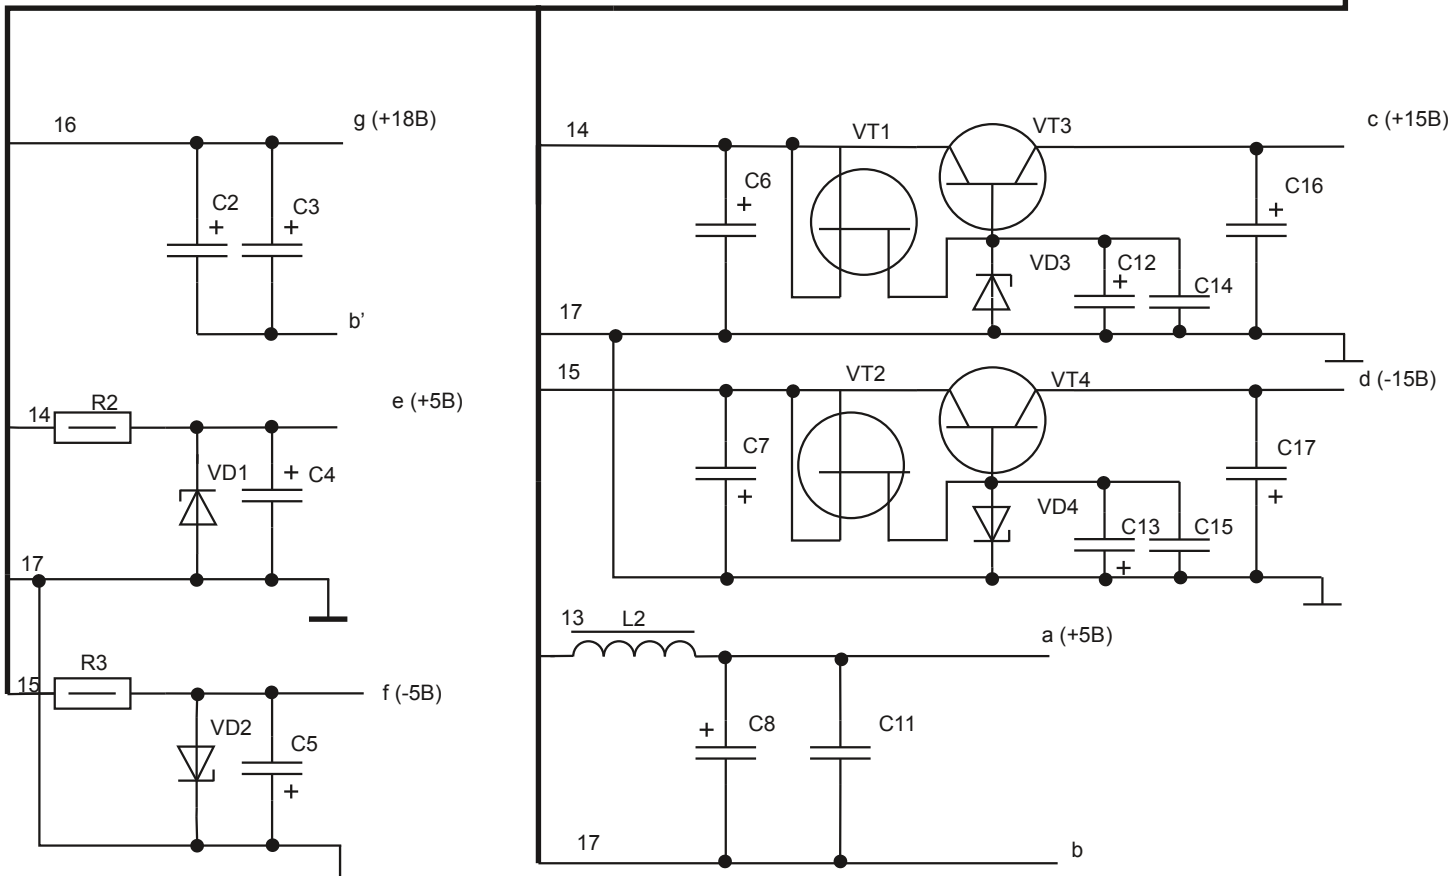 16
g (+18В)
C2
+
C3
+
b’
14
R2
e (+5В)
VD1
+
C4
17
15
R3
f (-5В)
VD2
C5
+
14
VT1
VT3
c (+15В)
C6
+
C16
+
VD3
C12
+
C14
17
15
VT2
VT4
d (-15В)
C7
+
C17
+
VD4
C13
+
C15
13
L2
a (+5В)
+
C8
C11
17
b